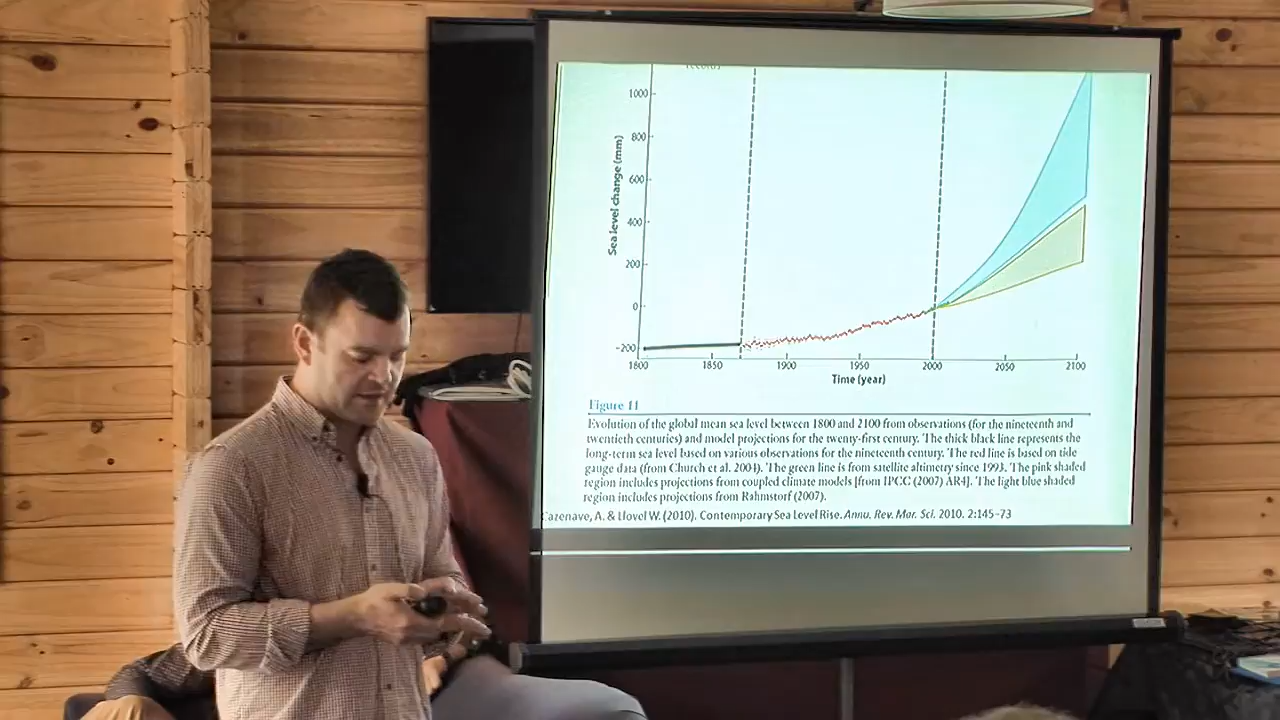 1000
800
600
400
200
0
-200
Sea level change (mm)
1800 1850 1900 1950 2000 2050 2100
Time (year)
Figure 11
Evolution of the global mean sea level between 1800 and 2100 from observations (for the nineteenth and
twentieth centuries) and model projections for the twenty-first century. The thick black line represents the
long-term sea level based on various observations for the nineteenth century. The red line is based on tide
gauge data (from Church et al. 2004). The green line is from satellite altimetry since 1993. The pink shaded
region includes projections from coupled climate models [from IPCC (2007) AR4]. The light blue shaded
region includes projections from Rahmstorf (2007).
Cazenave, A. & Llovel W. (2010). Contemporary Sea Level Rise. Annu. Rev. Mar. Sci. 2010. 2:145–73